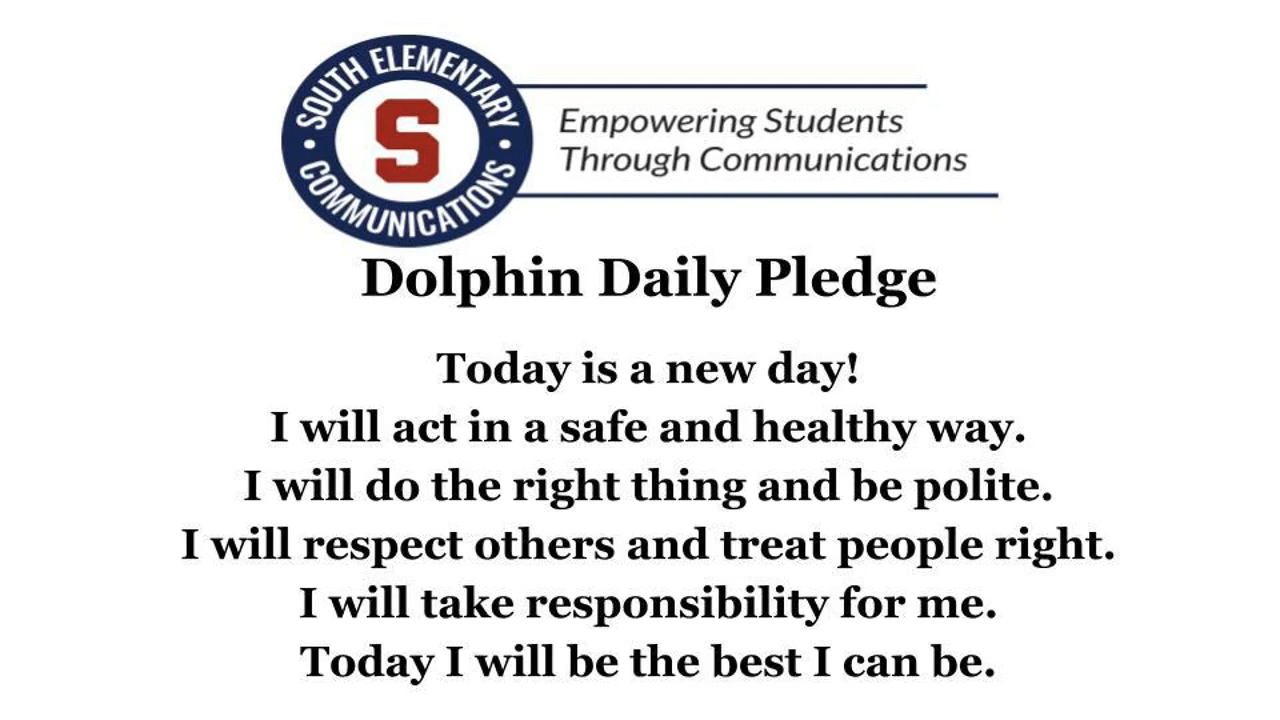 SOUTH ELEMENTARY
S
COMMUNICATIONS
Empowering Students
Through Communications
Dolphin Daily Pledge
Today is a new day!
I will act in a safe and healthy way.
I will do the right thing and be polite.
I will respect others and treat people right.
I will take responsibility for me.
Today I will be the best I can be.